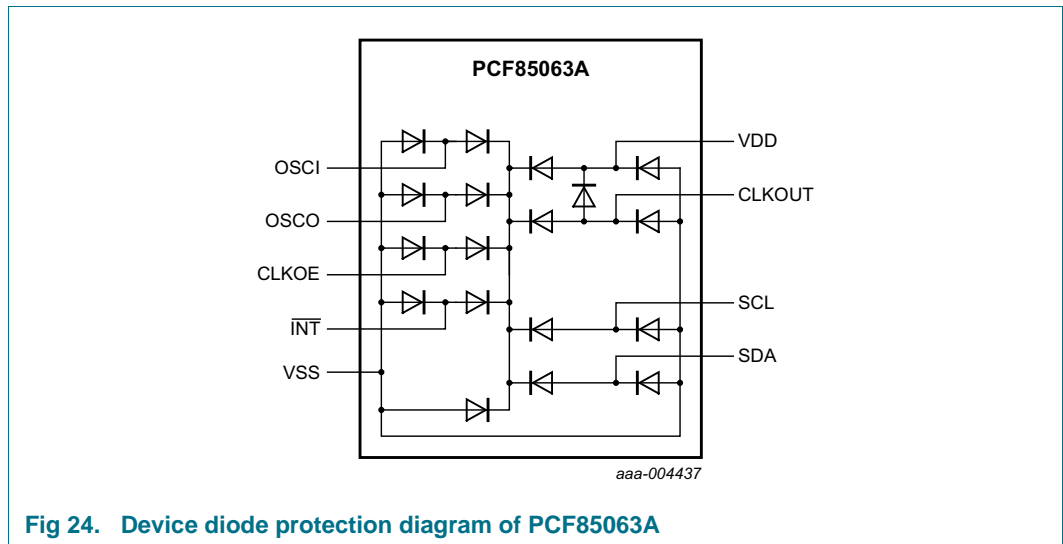 PCF85063A
OSCI
OSCO
CLKOE
INT
VSS
VDD
CLKOUT
SCL
SDA
aaa-004437
Fig 24. Device diode protection diagram of PCF85063A